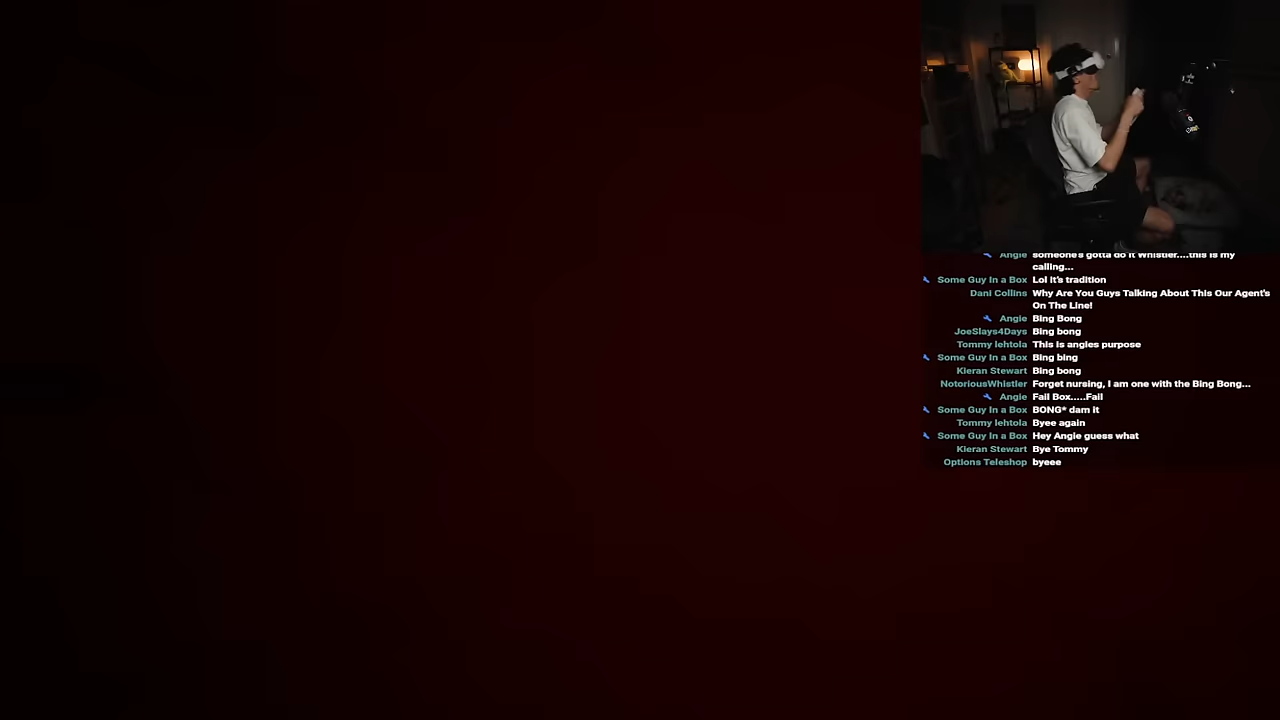 Angie someone's gotta do it Whistler....this is my
calling...
Some Guy In a Box Lol it's tradition
Dani Collins Why Are You Guys Talking About This Our Agent's
On The Line!
Angie Bing Bong
JoeSlays4Days Bing bong
Tommy lehtola This is angies purpose
Some Guy In a Box Bing bing
Kieran Stewart Bing bong
NotoriousWhistler Forget nursing, I am one with the Bing Bong...
Angie Fail Box.....Fail
Some Guy In a Box BONG* dam it
Tommy lehtola Byee again
Some Guy In a Box Hey Angie guess what
Kieran Stewart Bye Tommy
Options Teleshop byeee